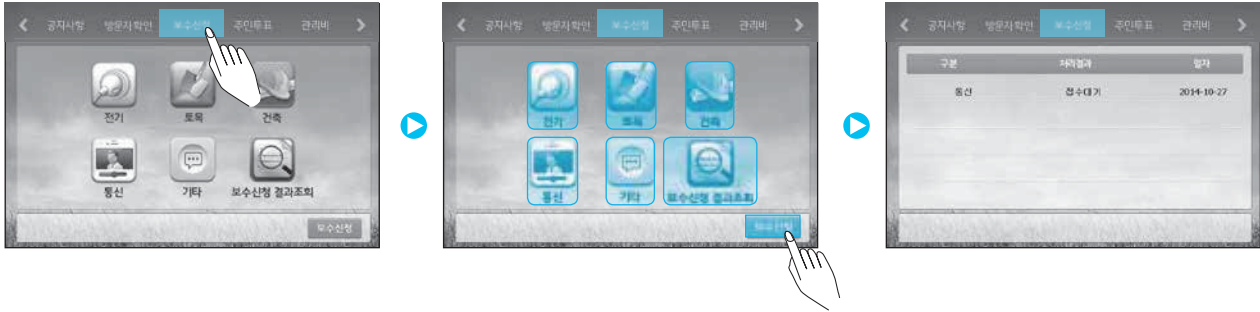 공지사항 방문자확인 보수신청 주민투표 관리비
전기 토목 건축
통신 기타 보수신청 결과조회
보수신청
공지사항 방문자확인 보수신청 주민투표 관리비
전기 토목 건축
통신 기타 보수신청 결과조회
보수신청
공지사항 방문자확인 보수신청 주민투표 관리비
구분 처리결과 일자
통신 접수대기 2014-10-27